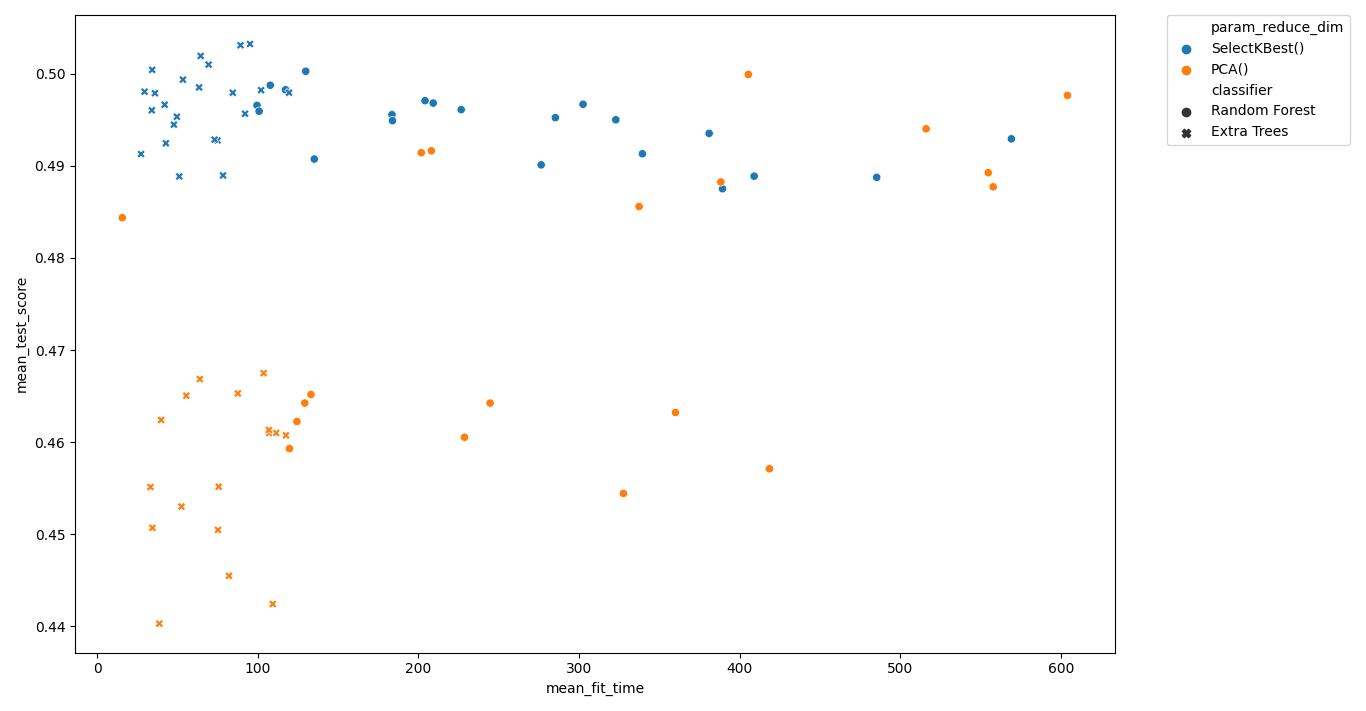 0.50
0.49
0.48
0.47
0.46
0.45
0.44
mean_test_score
0
100
200
300
400
500
600
mean_fit_time
param_reduce_dim
SelectKBest()
PCA()
classifier
Random Forest
Extra Trees